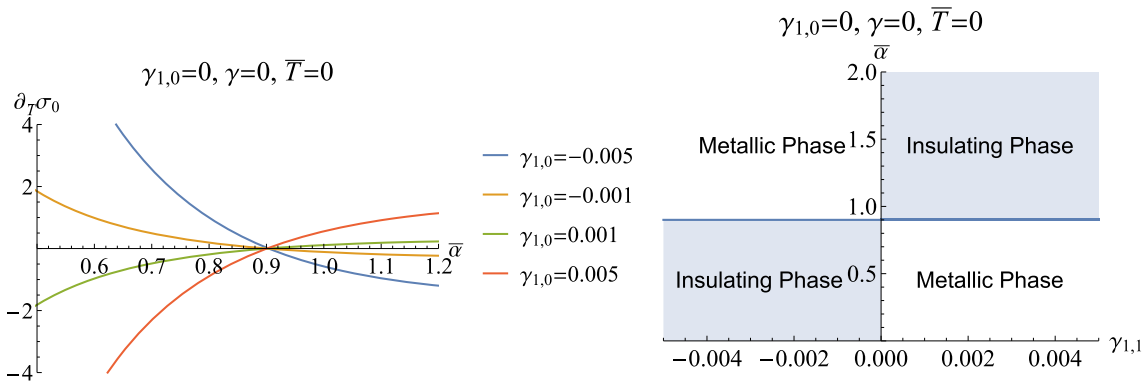 γ1,0=0, γ=0, T̅=0
∂Tσ0
4
2
−2
−4
0.6 0.7 0.8 0.9 1.0 1.1 1.2
α̅
γ1,0=−0.005
γ1,0=−0.001
γ1,0=0.001
γ1,0=0.005
γ1,0=0, γ=0, T̅=0
α̅
2.0
1.5
1.0
0.5
Metallic Phase
Insulating Phase
Insulating Phase
Metallic Phase
−0.004 −0.002 0.000 0.002 0.004
γ1,1